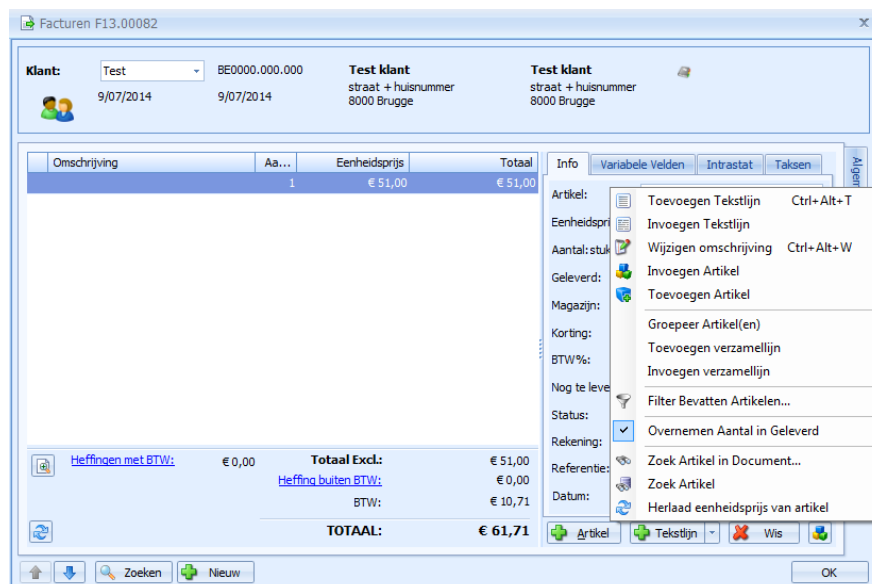 Facturen F13.00082
Klant: Test BE0000.000.000 Test klant Test klant
straat + huisnummer straat + huisnummer
9/07/2014 9/07/2014 8000 Brugge 8000 Brugge
Omschrijving Aa... Eenheidsprijs Totaal
1 € 51,00 € 51,00
Info Variabele Velden Intrastat Taksen
Artikel:
Eenheidspri
Aantal: stuk
Geleverd:
Magazijn:
Korting:
BTW%:
Nog te leve
Status:
Rekening:
Referentie:
Datum:
Toevoegen Tekstlijn Ctrl+Alt+T
Invoegen Tekstlijn
Wijzigen omschrijving Ctrl+Alt+W
Invoegen Artikel
Toevoegen Artikel
Groepeer Artikel(en)
Toevoegen verzamellijn
Invoegen verzamellijn
Filter Bevatten Artikelen...
Overnemen Aantal in Geleverd
Zoek Artikel in Document...
Zoek Artikel
Herlaad eenheidsprijs van artikel
Algem
Heffingen met BTW: € 0,00 Totaal Excl.: € 51,00
Heffing buiten BTW: € 0,00
BTW: € 10,71
TOTAAL: € 61,71
Artikel Tekstlijn Wis
Zoeken Nieuw OK